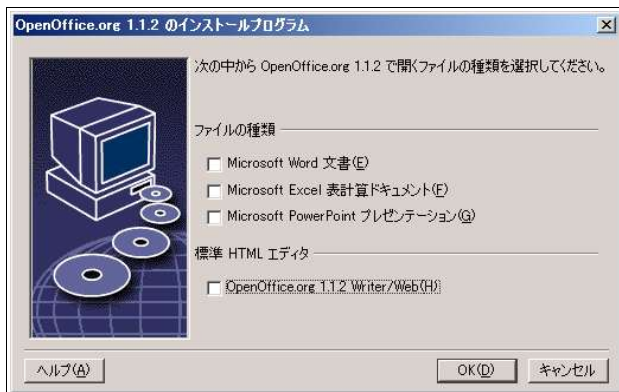 OpenOffice.org 1.1.2 のインストールプログラム
次の中から OpenOffice.org 1.1.2 で開くファイルの種類を選択してください。
ファイルの種類
Microsoft Word 文書(E)
Microsoft Excel 表計算ドキュメント(F)
Microsoft PowerPoint プレゼンテーション(G)
標準 HTML エディタ
OpenOffice.org 1.1.2 Writer/Web(H)
ヘルプ(A) OK(D) キャンセル